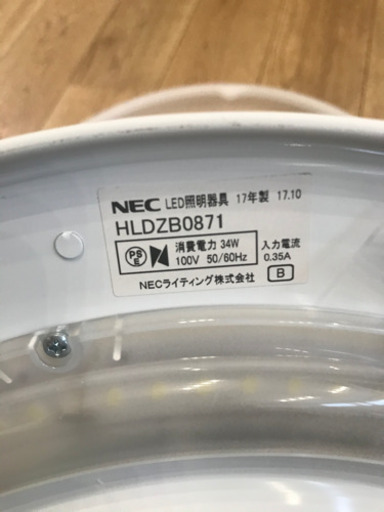 NEC LED照明器具 17年製 17.10
HLDZB0871
PSE 消費電力 34W 入力電流
100V 50/60Hz 0.35A
NECライティング株式会社 B